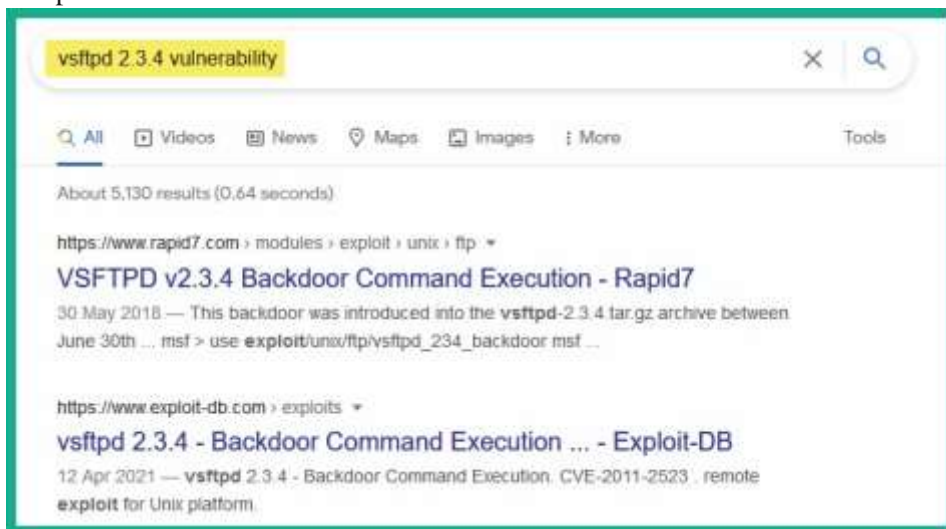 vsftpd 2.3.4 vulnerability
All Videos News Maps Images More Tools
About 5,130 results (0.64 seconds)
https://www.rapid7.com › modules › exploit › unix › ftp
VSFTPD v2.3.4 Backdoor Command Execution - Rapid7
30 May 2018 — This backdoor was introduced into the vsftpd-2.3.4 tar.gz archive between
June 30th ... msf > use exploit/unix/ftp/vsftpd_234_backdoor msf ...
https://www.exploit-db.com › exploits
vsftpd 2.3.4 - Backdoor Command Execution ... - Exploit-DB
12 Apr 2021 — vsftpd 2.3.4 - Backdoor Command Execution. CVE-2011-2523 . remote
exploit for Unix platform.